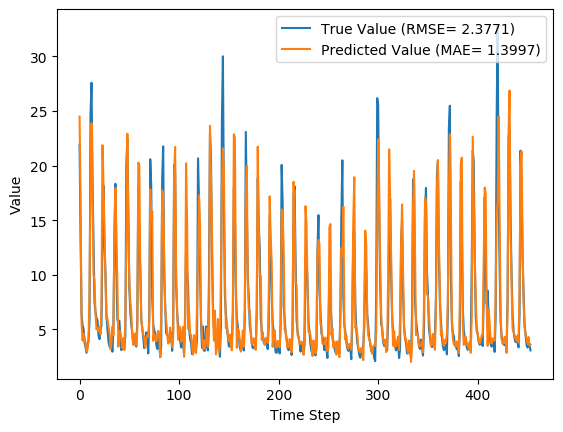 True Value (RMSE= 2.3771)
Predicted Value (MAE= 1.3997)
30
25
20
15
10
5
Value
0
100
200
300
400
Time Step